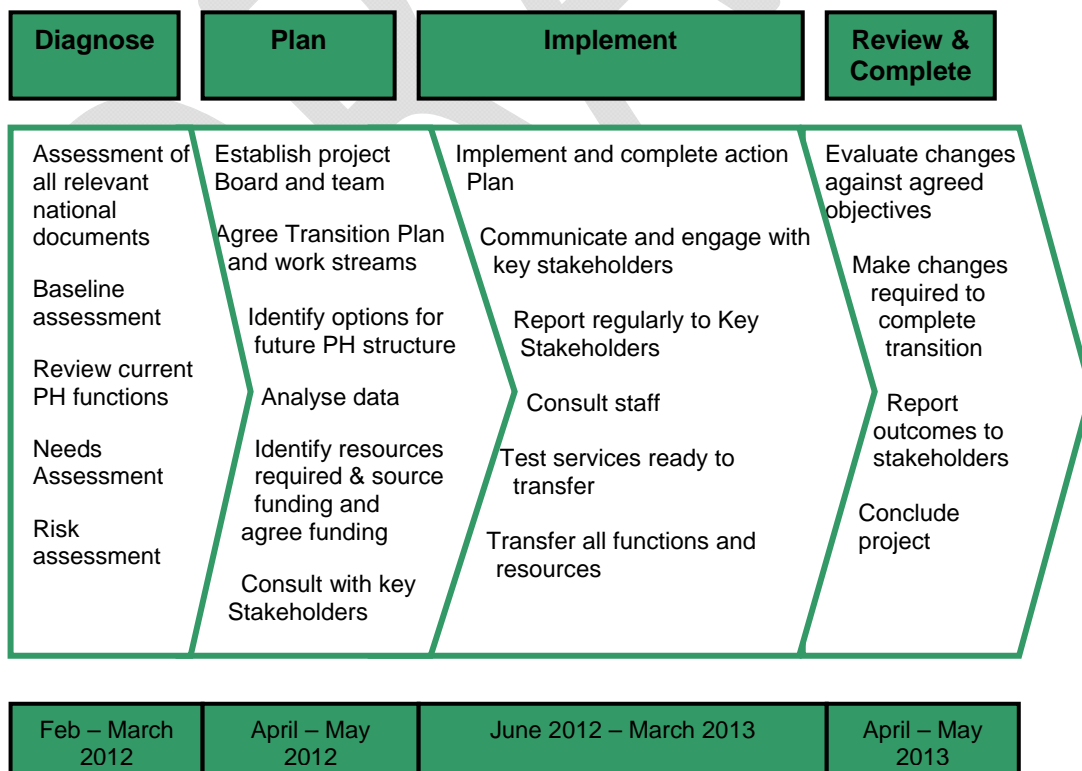 Diagnose
Plan
Implement
Review &
Complete
Assessment of
all relevant
national
documents
Baseline
assessment
Review current
PH functions
Needs
Assessment
Risk
assessment
Establish project
Board and team
Agree Transition Plan
and work streams
Identify options for
future PH structure
Analyse data
Identify resources
required & source
funding and
agree funding
Consult with key
Stakeholders
Implement and complete action
Plan
Communicate and engage with
key stakeholders
Report regularly to Key
Stakeholders
Consult staff
Test services ready to
transfer
Transfer all functions and
resources
Evaluate changes
against agreed
objectives
Make changes
required to
complete
transition
Report
outcomes to
stakeholders
Conclude
project
Feb – March
2012
April – May
2012
June 2012 – March 2013
April – May
2013